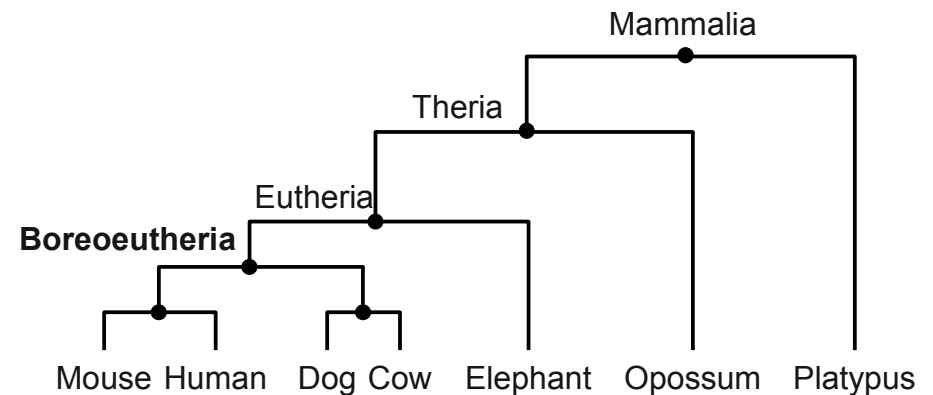 Mammalia
Theria
Eutheria
Boreoeutheria
Mouse Human Dog Cow Elephant Opossum Platypus